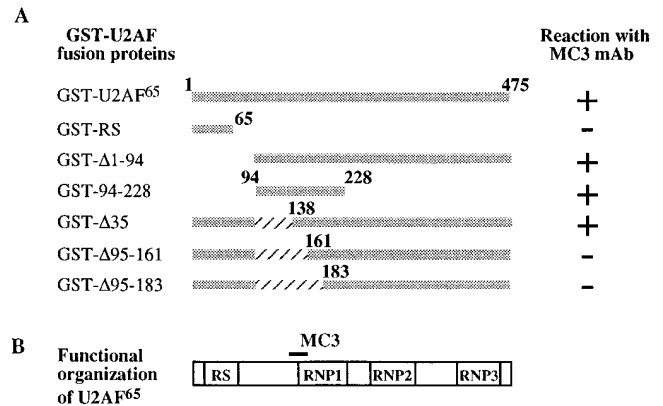 A
GST-U2AF fusion proteins
Reaction with MC3 mAb
GST-U2AF65
1
475
+
GST-RS
65
-
GST-Δ1-94
+
94
228
GST-94-228
+
138
GST-Δ35
+
161
GST-Δ95-161
-
183
GST-Δ95-183
-
B
MC3
Functional organization of U2AF65
RS
RNP1
RNP2
RNP3